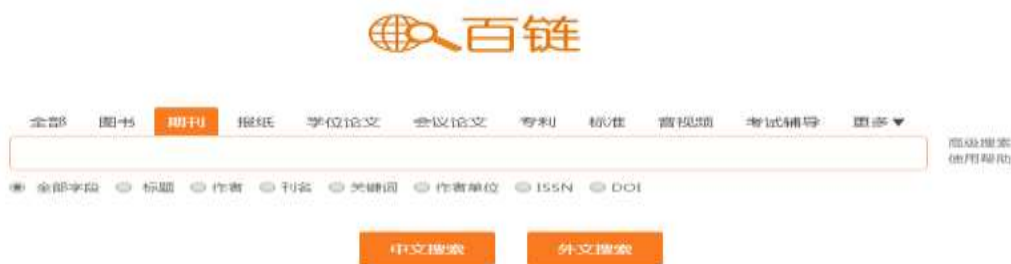 百链
全部 图书 期刊 报纸 学位论文 会议论文 专利 标准 音视频 考试辅导 更多▼
高级搜索
使用帮助
全部字段 标题 作者 刊名 关键词 作者单位 ISSN DOI
中文搜索 外文搜索